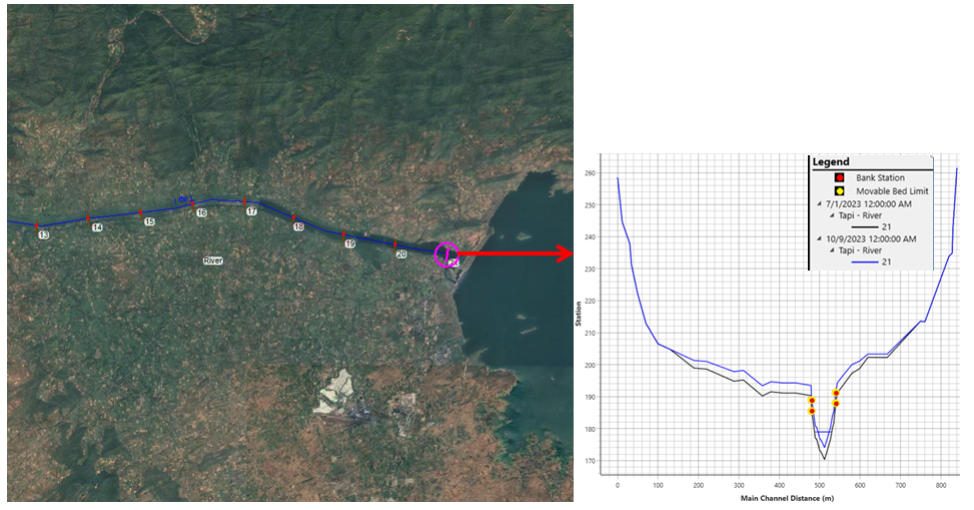 13
14
15
16
17
18
19
20
River
Legend
Bank Station
Movable Bed Limit
7/1/2023 12:00:00 AM
Tapi - River
21
10/9/2023 12:00:00 AM
Tapi - River
21
260
250
240
230
220
210
200
190
180
170
Station
0 100 200 300 400 500 600 700 800
Main Channel Distance (m)